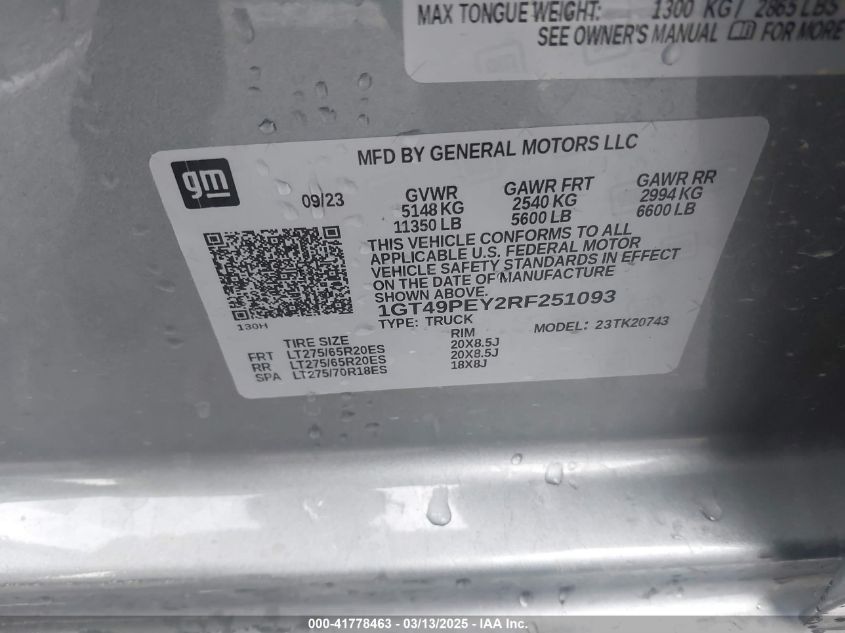 MAX TONGUE WEIGHT: 1300 KG / 2865 LBS
SEE OWNER'S MANUAL FOR MORE
gm
MFD BY GENERAL MOTORS LLC
09/23
GVWR
5148 KG
11350 LB
GAWR FRT
2540 KG
5600 LB
GAWR RR
2994 KG
6600 LB
THIS VEHICLE CONFORMS TO ALL
APPLICABLE U.S. FEDERAL MOTOR
VEHICLE SAFETY STANDARDS IN EFFECT
ON THE DATE OF MANUFACTURE
SHOWN ABOVE.
1GT49PEY2RF251093
TYPE: TRUCK
MODEL: 23TK20743
130H
TIRE SIZE RIM
FRT LT275/65R20ES 20X8.5J
RR LT275/65R20ES 20X8.5J
SPA LT275/70R18ES 18X8J
000-41778463 - 03/13/2025 - IAA Inc.